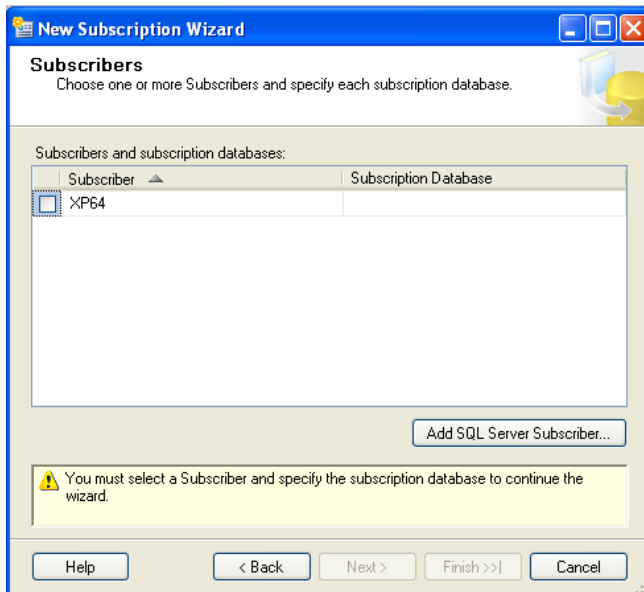 New Subscription Wizard
Subscribers
Choose one or more Subscribers and specify each subscription database.
Subscribers and subscription databases:
Subscriber Subscription Database
XP64
Add SQL Server Subscriber...
You must select a Subscriber and specify the subscription database to continue the
wizard.
Help < Back Next > Finish >>| Cancel